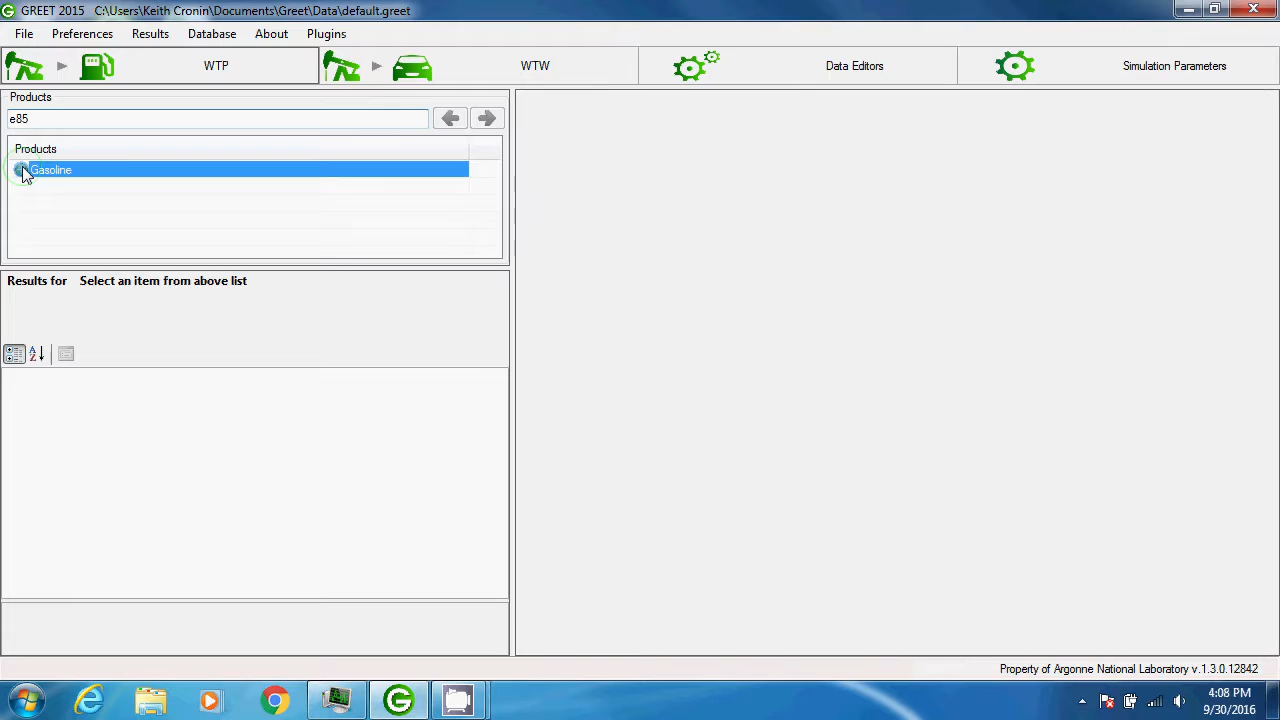 GREET 2015 C:\Users\Keith Cronin\Documents\Greet\Data\default.greet
File Preferences Results Database About Plugins
WTP WTW Data Editors Simulation Parameters
Products
e85
Products
Gasoline
Results for Select an item from above list
Property of Argonne National Laboratory v.1.3.0.12842
4:08 PM
9/30/2016